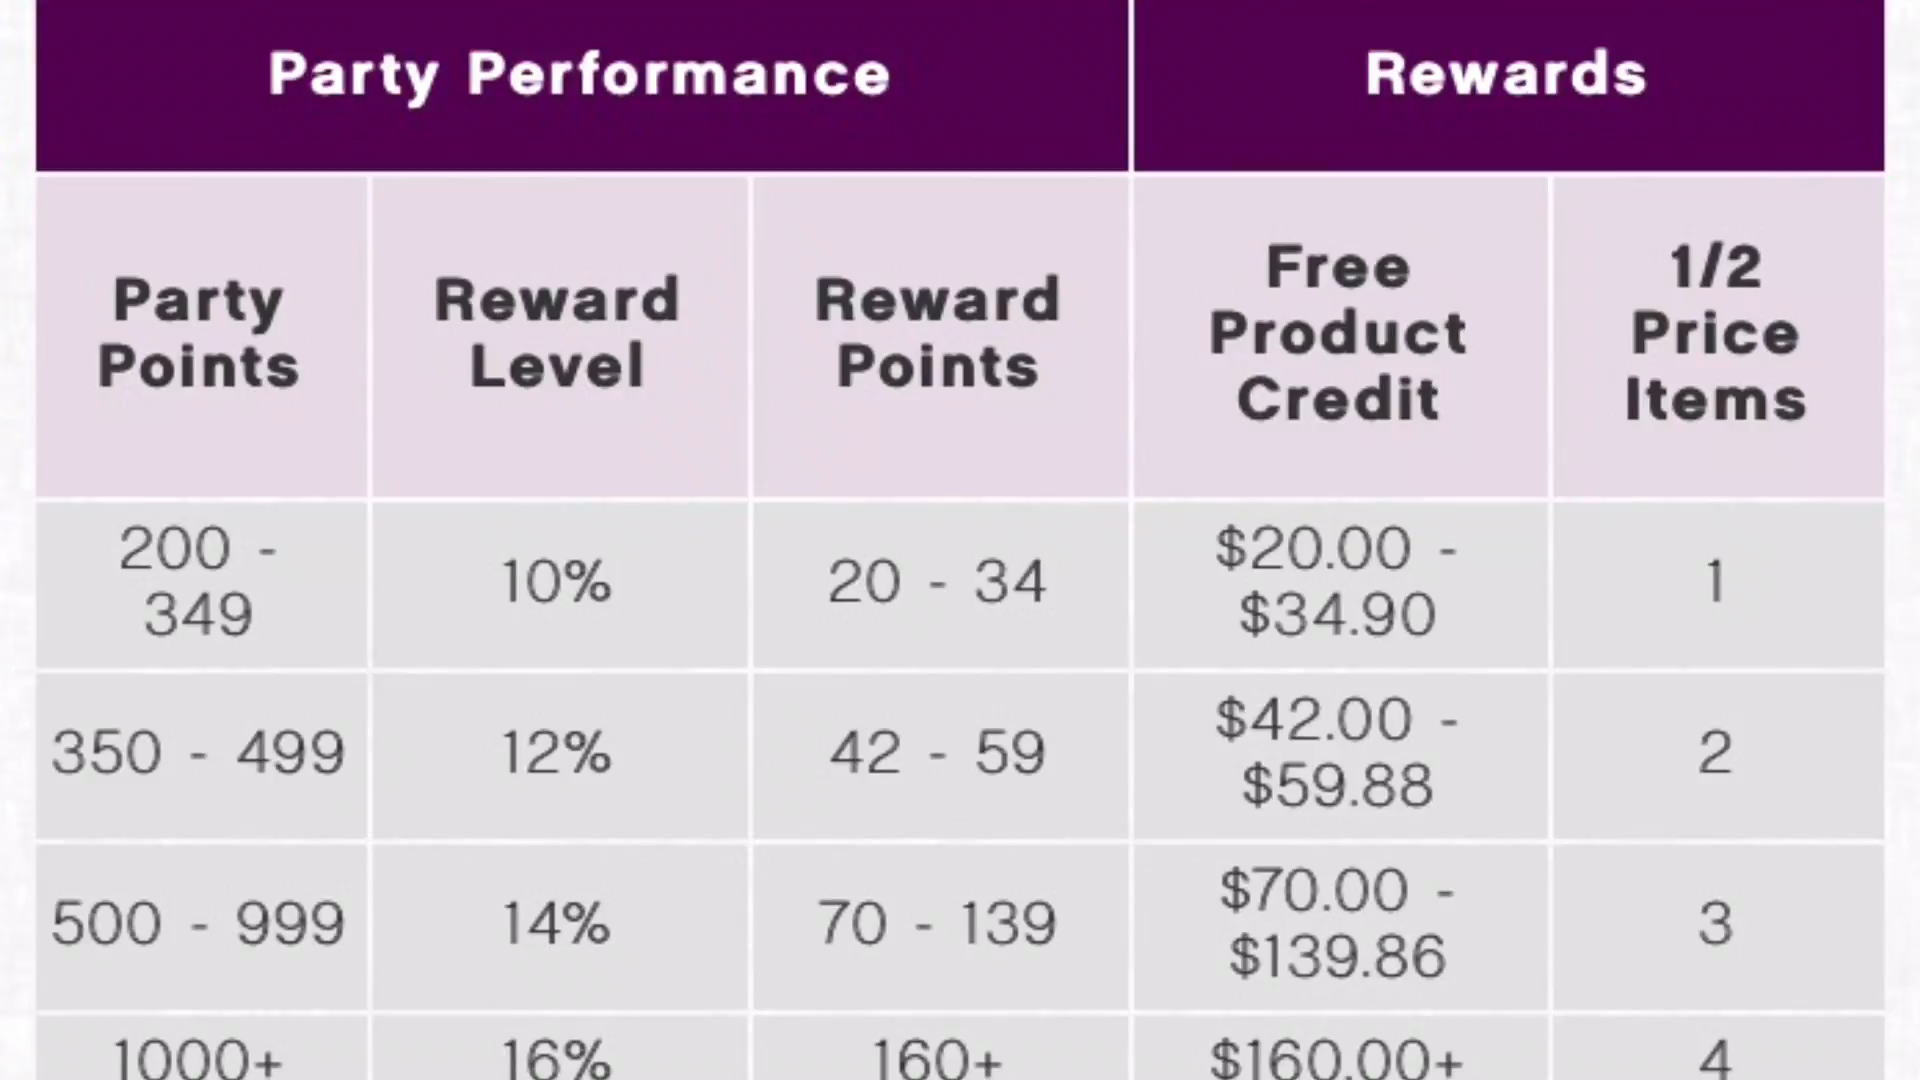 Party Performance
Rewards
Party
Points
Reward
Level
Reward
Points
Free
Product
Credit
1/2
Price
Items
200 -
349
10%
20 - 34
$20.00 -
$34.90
1
350 - 499
12%
42 - 59
$42.00 -
$59.88
2
500 - 999
14%
70 - 139
$70.00 -
$139.86
3
1000+
16%
160+
$160.00+
4